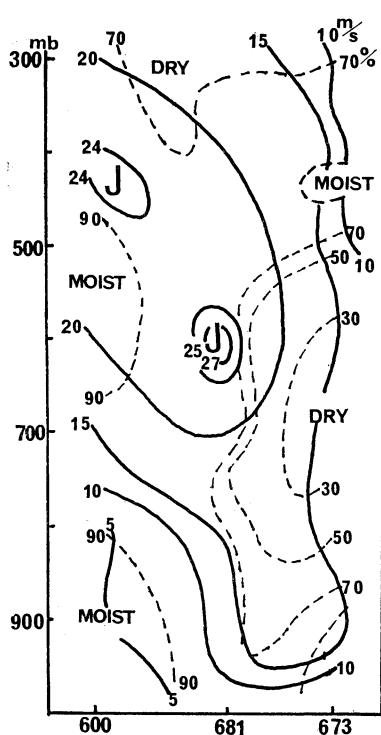 10 m/s
mb 70 15
20 DRY 70%
300
24
24 J MOIST
90
70
500 50 10
MOIST
30
20 J
25
27
90
15 DRY
700
10 30
5
90 50
70
MOIST
900
10
90
5
600 681 673